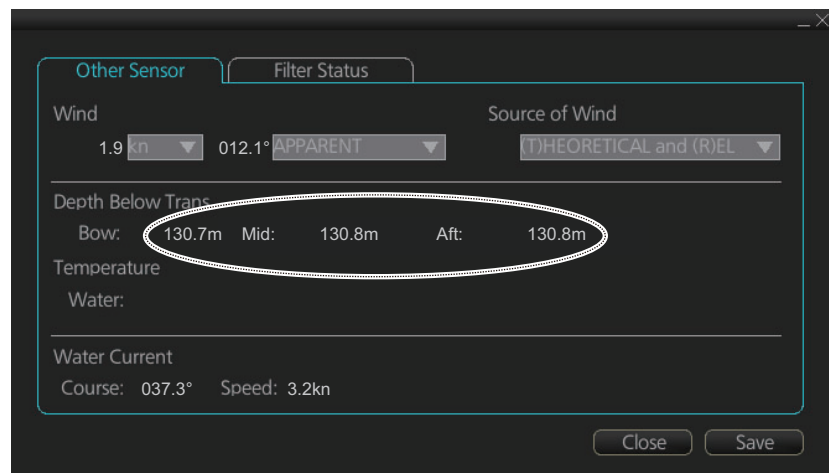 Other Sensor Filter Status
Wind Source of Wind
1.9 kn 012.1° APPARENT (T)HEORETICAL and (R)EL
Depth Below Trans
Bow: 130.7m Mid: 130.8m Aft: 130.8m
Temperature
Water:
Water Current
Course: 037.3° Speed: 3.2kn
Close Save